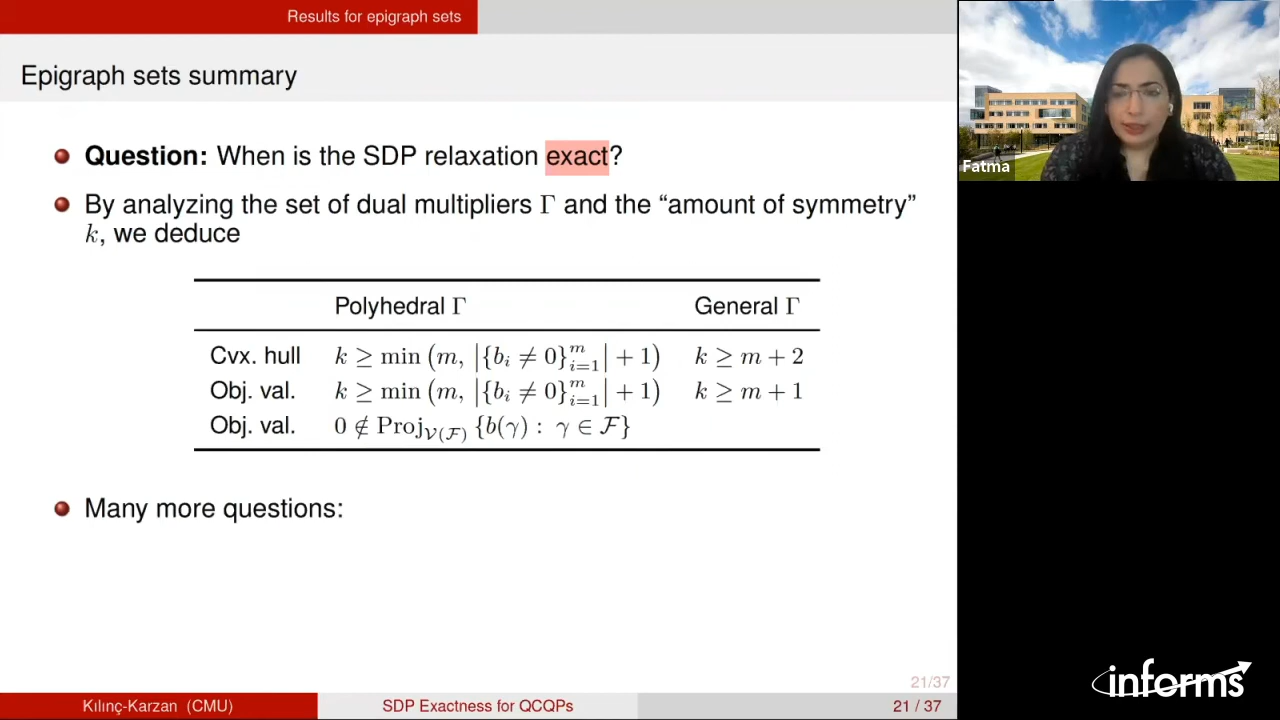 Results for epigraph sets
Epigraph sets summary
Question: When is the SDP relaxation exact?
By analyzing the set of dual multipliers Γ and the “amount of symmetry”
k, we deduce
Polyhedral Γ General Γ
Cvx. hull k ≥ min (m, |{b_i ≠ 0}_{i=1}^m| + 1) k ≥ m + 2
Obj. val. k ≥ min (m, |{b_i ≠ 0}_{i=1}^m| + 1) k ≥ m + 1
Obj. val. 0 ∉ Proj_{𝒱(ℱ)} {b(γ) : γ ∈ ℱ}
Many more questions:
21/37
Kılınç-Karzan (CMU) SDP Exactness for QCQPs 21 / 37
Fatma
informs